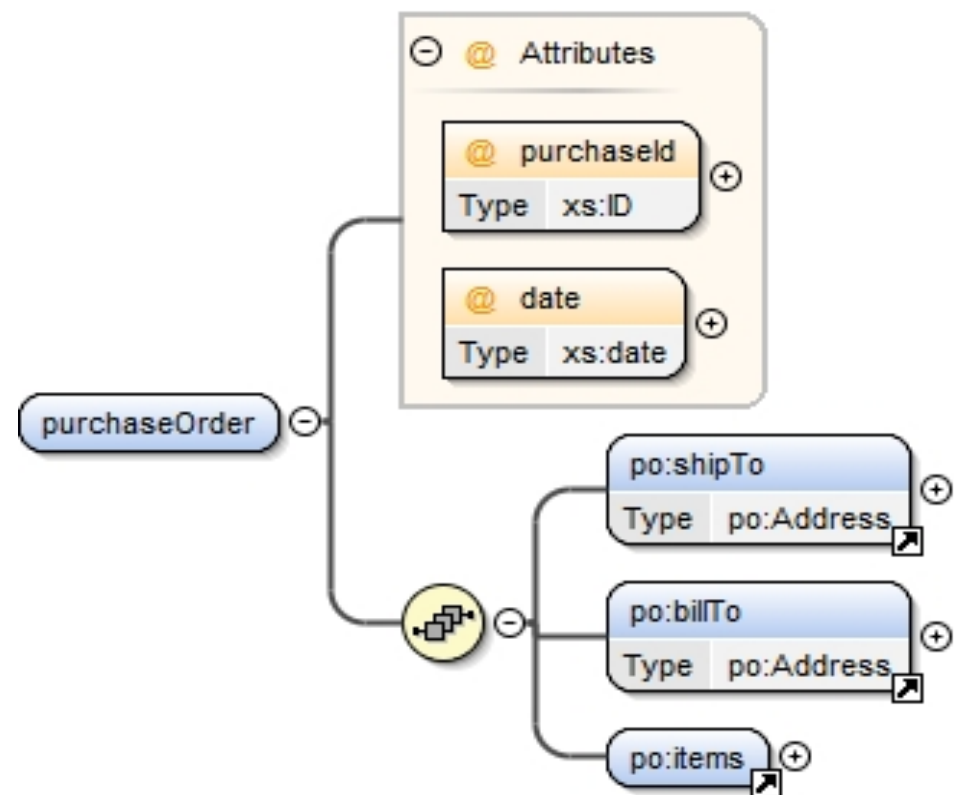 @ Attributes
@ purchaseId
Type xs:ID
@ date
Type xs:date
purchaseOrder
po:shipTo
Type po:Address
po:billTo
Type po:Address
po:items